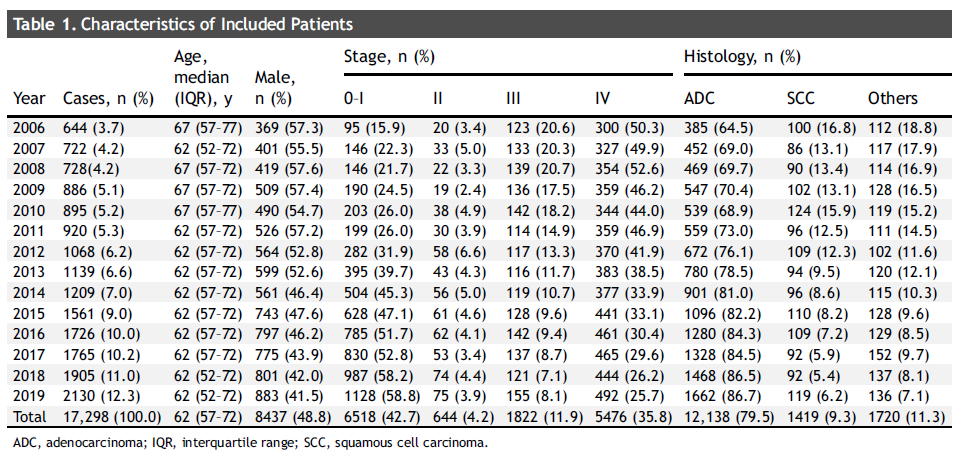 Table 1. Characteristics of Included Patients
Age, Stage, n (%) Histology, n (%)
median Male,
Year Cases, n (%) (IQR), y n (%) 0–I II III IV ADC SCC Others
2006 644 (3.7) 67 (57–77) 369 (57.3) 95 (15.9) 20 (3.4) 123 (20.6) 300 (50.3) 385 (64.5) 100 (16.8) 112 (18.8)
2007 722 (4.2) 62 (52–72) 401 (55.5) 146 (22.3) 33 (5.0) 133 (20.3) 327 (49.9) 452 (69.0) 86 (13.1) 117 (17.9)
2008 728(4.2) 67 (57–72) 419 (57.6) 146 (21.7) 22 (3.3) 139 (20.7) 354 (52.6) 469 (69.7) 90 (13.4) 114 (16.9)
2009 886 (5.1) 67 (57–72) 509 (57.4) 190 (24.5) 19 (2.4) 136 (17.5) 359 (46.2) 547 (70.4) 102 (13.1) 128 (16.5)
2010 895 (5.2) 67 (57–77) 490 (54.7) 203 (26.0) 38 (4.9) 142 (18.2) 344 (44.0) 539 (68.9) 124 (15.9) 119 (15.2)
2011 920 (5.3) 62 (57–72) 526 (57.2) 199 (26.0) 30 (3.9) 114 (14.9) 359 (46.9) 559 (73.0) 96 (12.5) 111 (14.5)
2012 1068 (6.2) 62 (57–72) 564 (52.8) 282 (31.9) 58 (6.6) 117 (13.3) 370 (41.9) 672 (76.1) 109 (12.3) 102 (11.6)
2013 1139 (6.6) 62 (57–72) 599 (52.6) 395 (39.7) 43 (4.3) 116 (11.7) 383 (38.5) 780 (78.5) 94 (9.5) 120 (12.1)
2014 1209 (7.0) 62 (57–72) 561 (46.4) 504 (45.3) 56 (5.0) 119 (10.7) 377 (33.9) 901 (81.0) 96 (8.6) 115 (10.3)
2015 1561 (9.0) 62 (57–72) 743 (47.6) 628 (47.1) 61 (4.6) 128 (9.6) 441 (33.1) 1096 (82.2) 110 (8.2) 128 (9.6)
2016 1726 (10.0) 62 (57–72) 797 (46.2) 785 (51.7) 62 (4.1) 142 (9.4) 461 (30.4) 1280 (84.3) 109 (7.2) 129 (8.5)
2017 1765 (10.2) 62 (57–72) 775 (43.9) 830 (52.8) 53 (3.4) 137 (8.7) 465 (29.6) 1328 (84.5) 92 (5.9) 152 (9.7)
2018 1905 (11.0) 62 (52–72) 801 (42.0) 987 (58.2) 74 (4.4) 121 (7.1) 444 (26.2) 1468 (86.5) 92 (5.4) 137 (8.1)
2019 2130 (12.3) 62 (52–72) 883 (41.5) 1128 (58.8) 75 (3.9) 155 (8.1) 492 (25.7) 1662 (86.7) 119 (6.2) 136 (7.1)
Total 17,298 (100.0) 62 (57–72) 8437 (48.8) 6518 (42.7) 644 (4.2) 1822 (11.9) 5476 (35.8) 12,138 (79.5) 1419 (9.3) 1720 (11.3)
ADC, adenocarcinoma; IQR, interquartile range; SCC, squamous cell carcinoma.